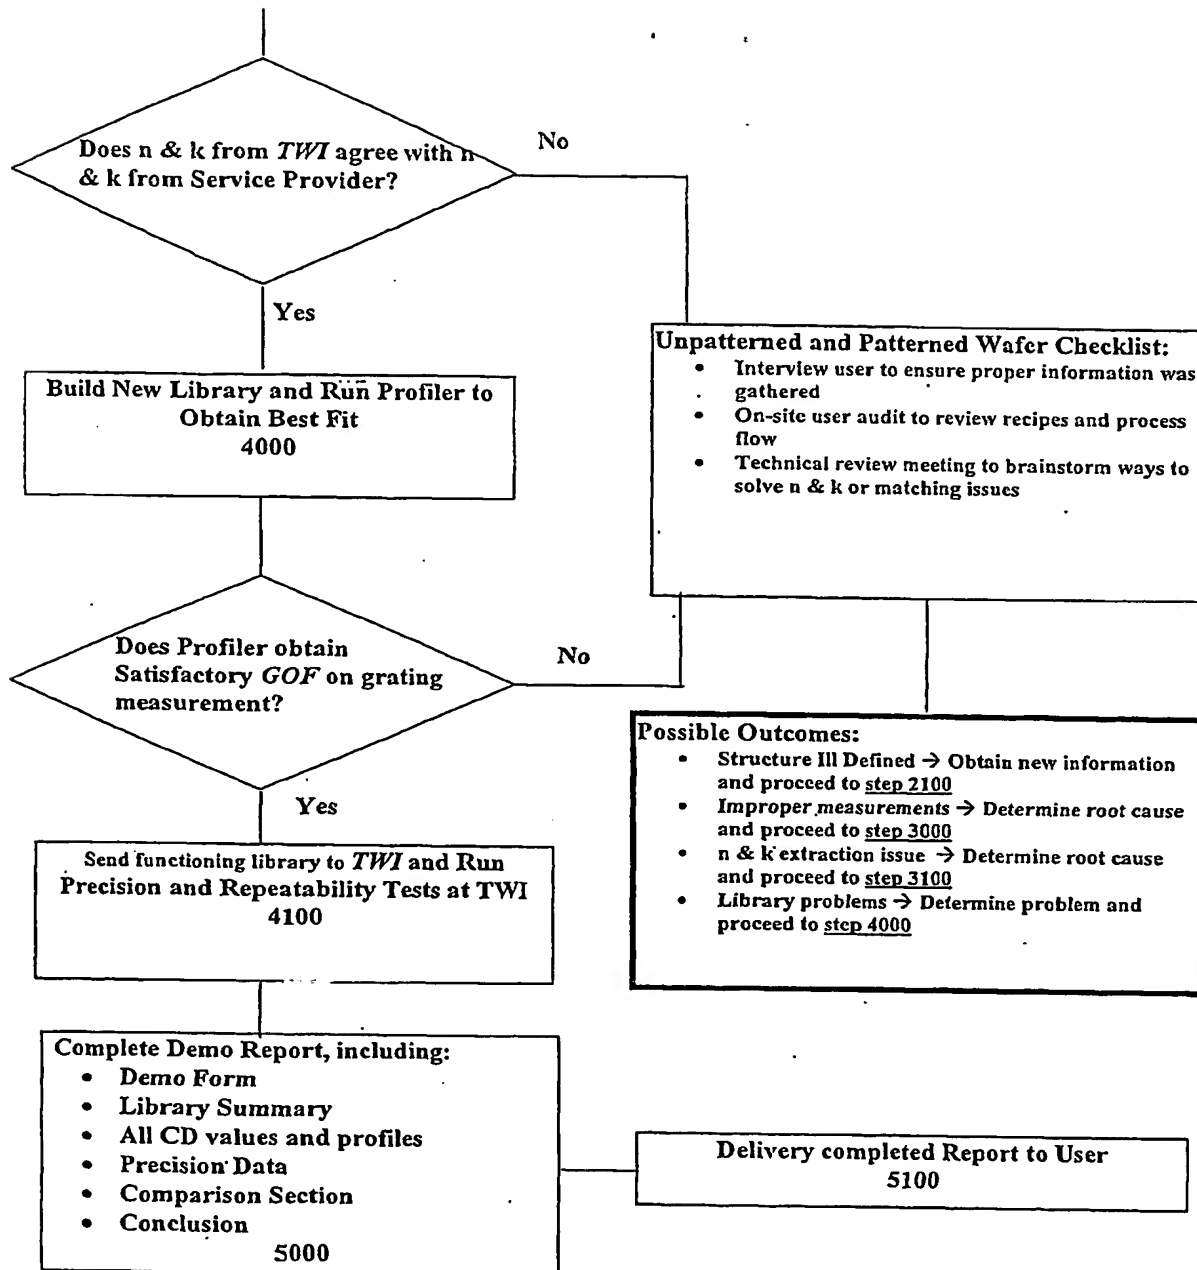 Does n & k from TWI agree with n
& k from Service Provider?
No
Yes
Build New Library and Run Profiler to
Obtain Best Fit
4000
Unpatterned and Patterned Wafer Checklist:
• Interview user to ensure proper information was
gathered
• On-site user audit to review recipes and process
flow
• Technical review meeting to brainstorm ways to
solve n & k or matching issues
Does Profiler obtain
Satisfactory GOF on grating
measurement?
No
Yes
Possible Outcomes:
• Structure Ill Defined → Obtain new information
and proceed to step 2100
• Improper measurements → Determine root cause
and proceed to step 3000
• n & k extraction issue → Determine root cause
and proceed to step 3100
• Library problems → Determine problem and
proceed to step 4000
Send functioning library to TWI and Run
Precision and Repeatability Tests at TWI
4100
Complete Demo Report, including:
• Demo Form
• Library Summary
• All CD values and profiles
• Precision Data
• Comparison Section
• Conclusion
5000
Delivery completed Report to User
5100